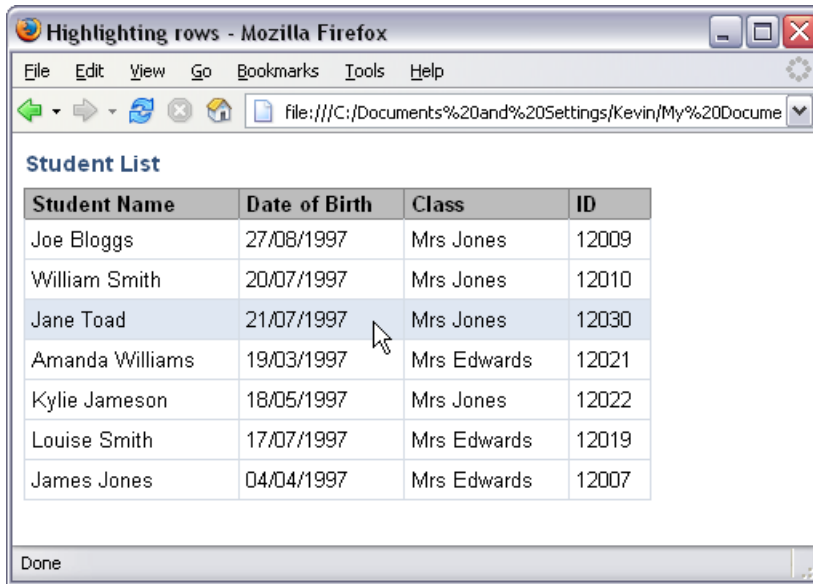 Highlighting rows - Mozilla Firefox
File Edit View Go Bookmarks Tools Help
file:///C:/Documents%20and%20Settings/Kevin/My%20Docume
Student List
Student Name Date of Birth Class ID
Joe Bloggs 27/08/1997 Mrs Jones 12009
William Smith 20/07/1997 Mrs Jones 12010
Jane Toad 21/07/1997 Mrs Jones 12030
Amanda Williams 19/03/1997 Mrs Edwards 12021
Kylie Jameson 18/05/1997 Mrs Jones 12022
Louise Smith 17/07/1997 Mrs Edwards 12019
James Jones 04/04/1997 Mrs Edwards 12007
Done